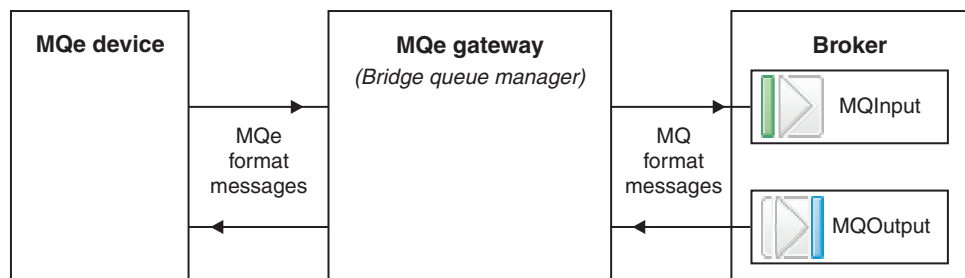 MQe device
MQe gateway
(Bridge queue manager)
Broker
MQInput
MQe
format
messages
MQ
format
messages
MQOutput